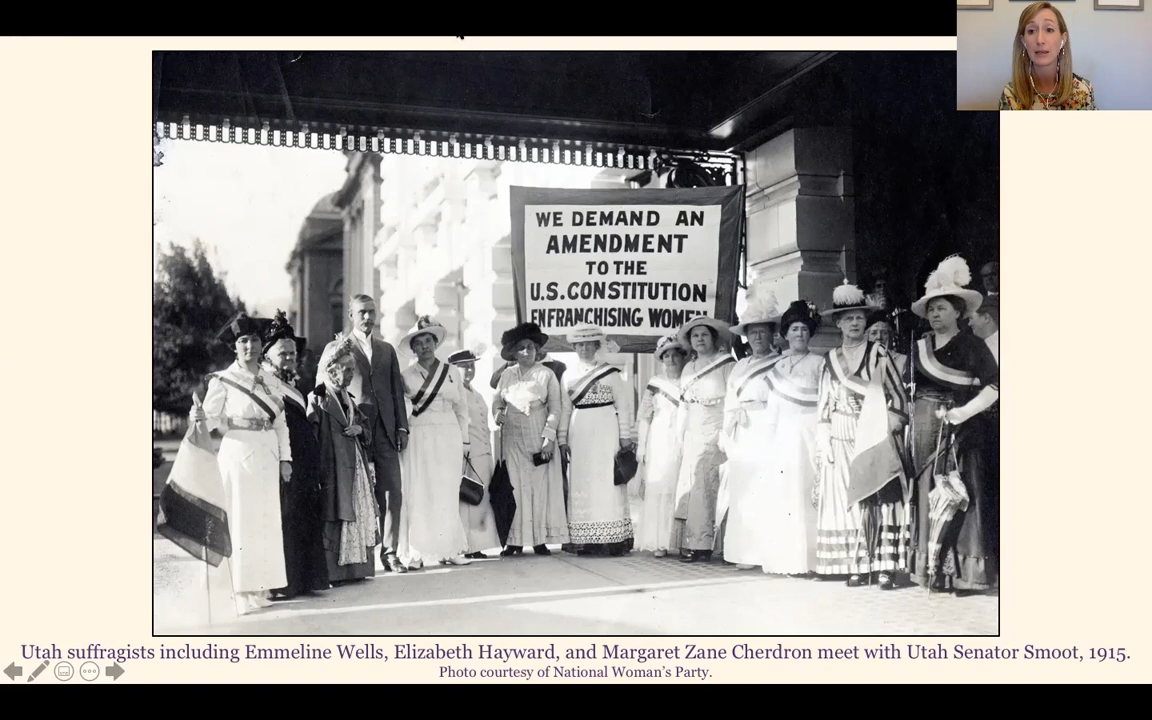 WE DEMAND AN
AMENDMENT
TO THE
U.S. CONSTITUTION
ENFRANCHISING WOMEN
Utah suffragists including Emmeline Wells, Elizabeth Hayward, and Margaret Zane Cherdron meet with Utah Senator Smoot, 1915.
Photo courtesy of National Woman's Party.